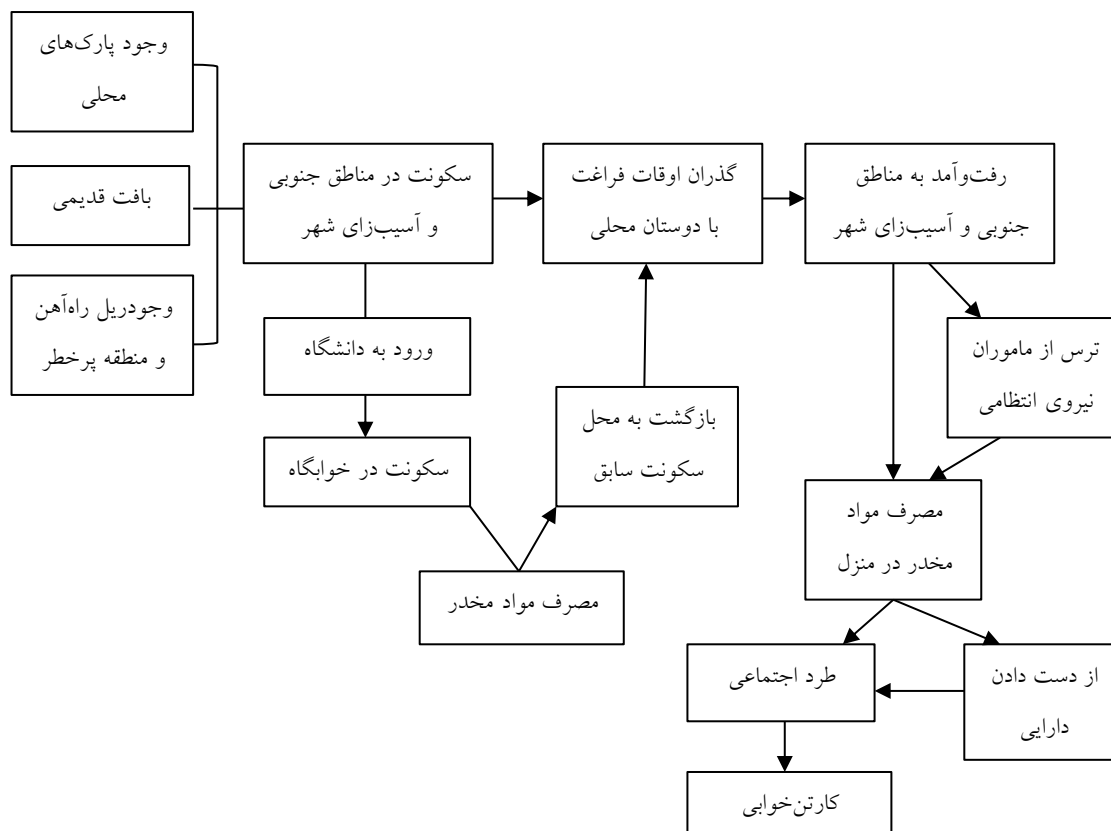 وجود پارک‌های
محلی
بافت قدیمی
وجودریل راه‌آهن
و منطقه پرخطر
سکونت در مناطق جنوبی
و آسیب‌زای شهر
گذران اوقات فراغت
با دوستان محلی
رفت‌وآمد به مناطق
جنوبی و آسیب‌زای شهر
ورود به دانشگاه
سکونت در خوابگاه
مصرف مواد مخدر
بازگشت به محل
سکونت سابق
ترس از ماموران
نیروی انتظامی
مصرف مواد
مخدر در منزل
از دست دادن
دارایی
طرد اجتماعی
کارتن‌خوابی